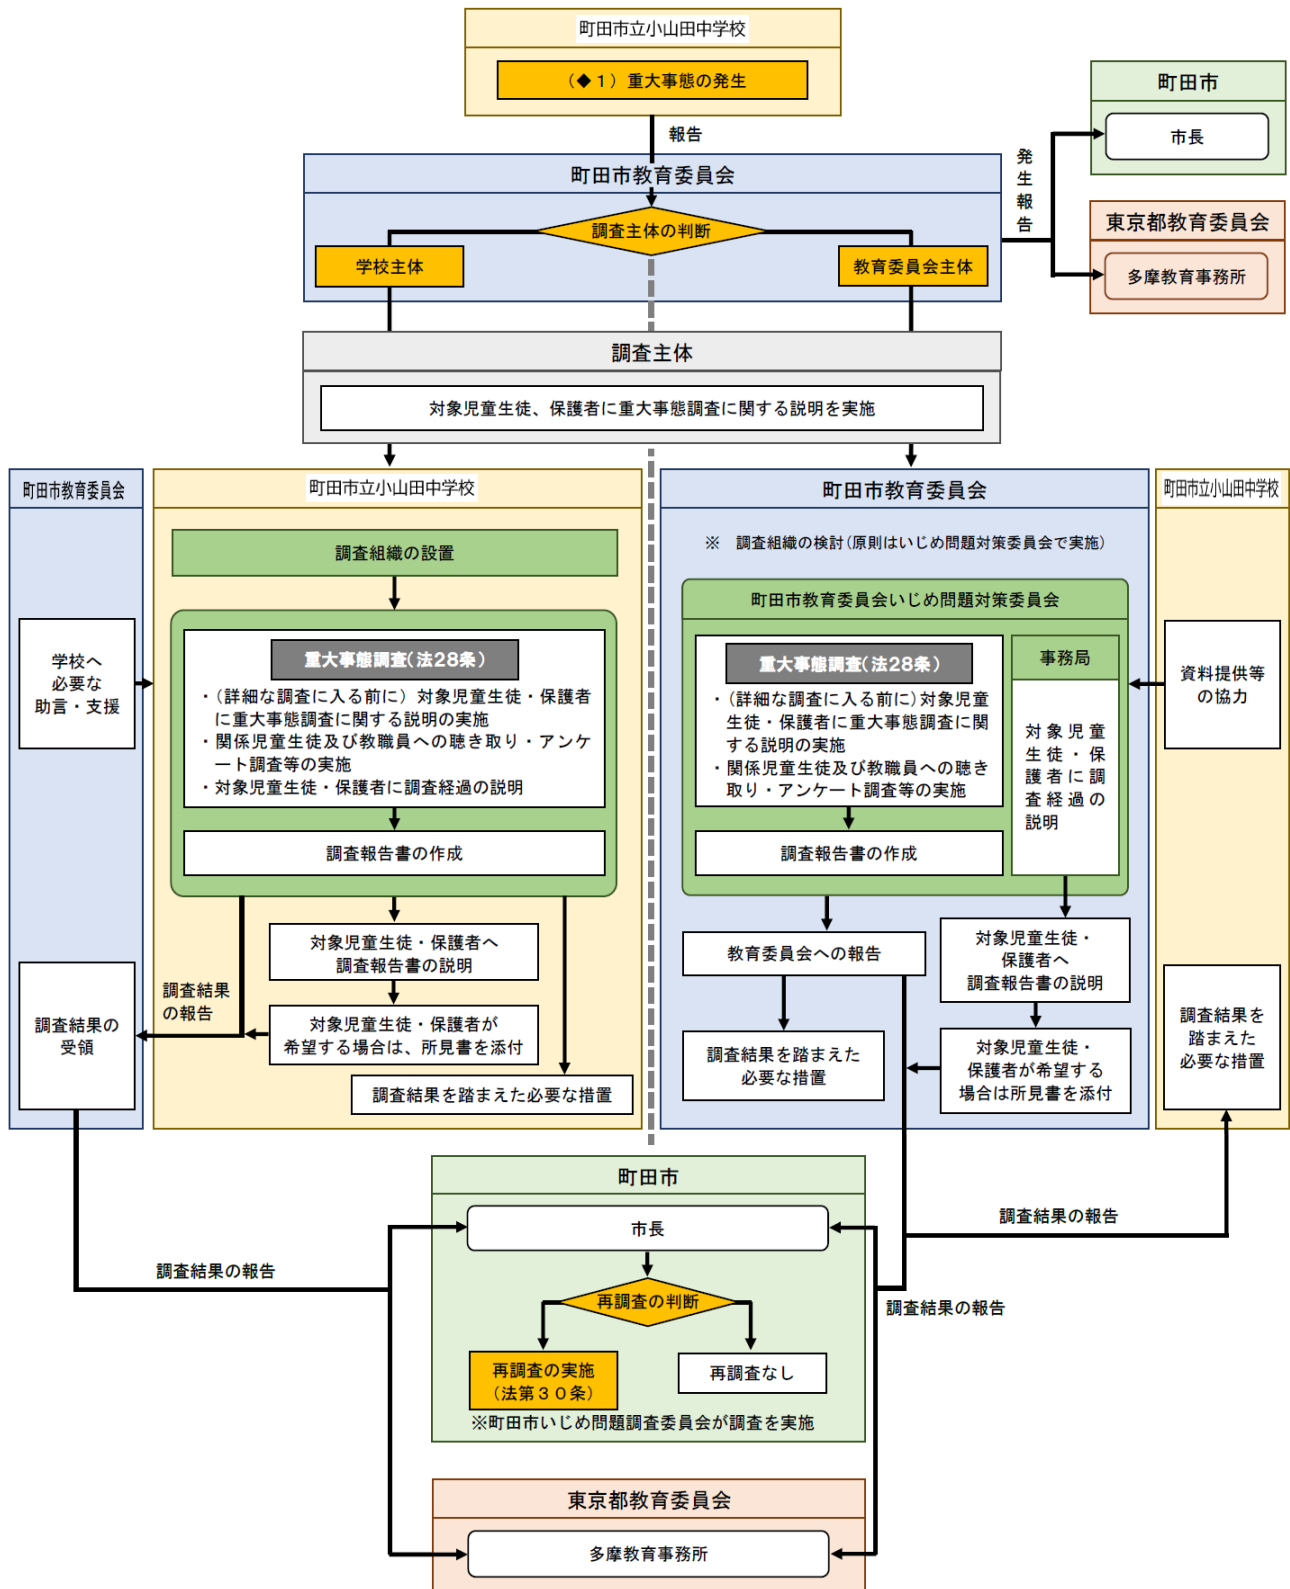 町田市立小山田中学校
(◆1)重大事態の発生
報告
町田市
市長
発生報告
町田市教育委員会
調査主体の判断
学校主体
教育委員会主体
東京都教育委員会
多摩教育事務所
調査主体
対象児童生徒、保護者に重大事態調査に関する説明を実施
町田市教育委員会
学校へ
必要な
助言・支援
調査結果の
受領
町田市立小山田中学校
調査組織の設置
重大事態調査(法28条)
・(詳細な調査に入る前に)対象児童生徒・保護者
に重大事態調査に関する説明の実施
・関係児童生徒及び教職員への聴き取り・アンケ
ート調査等の実施
・対象児童生徒・保護者に調査経過の説明
調査報告書の作成
対象児童生徒・保護者へ
調査報告書の説明
調査結果
の報告
対象児童生徒・保護者が
希望する場合は、所見書を添付
調査結果を踏まえた必要な措置
町田市教育委員会
※ 調査組織の検討(原則はいじめ問題対策委員会で実施)
町田市教育委員会いじめ問題対策委員会
重大事態調査(法28条)
・(詳細な調査に入る前に)対象児童
生徒・保護者に重大事態調査に関
する説明の実施
・関係児童生徒及び教職員への聴き
取り・アンケート調査等の実施
調査報告書の作成
事務局
対象児童
生徒・保
護者に調
査経過の
説明
教育委員会への報告
対象児童生徒・
保護者へ
調査報告書の説明
調査結果を踏まえた
必要な措置
対象児童生徒・
保護者が希望する
場合は所見書を添付
町田市立小山田中学校
資料提供等
の協力
調査結果を
踏まえた
必要な措置
調査結果の報告
町田市
市長
再調査の判断
再調査の実施
(法第30条)
再調査なし
※町田市いじめ問題調査委員会が調査を実施
調査結果の報告
調査結果の報告
東京都教育委員会
多摩教育事務所